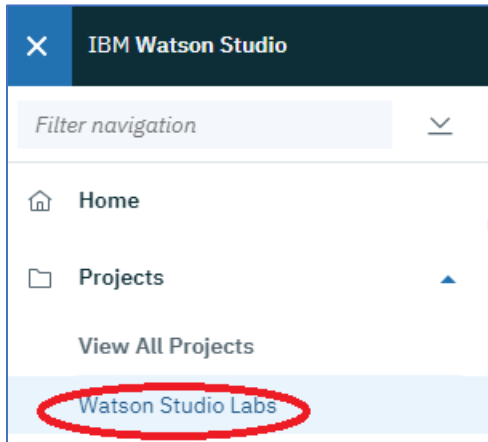 IBM Watson Studio
Filter navigation
Home
Projects
View All Projects
Watson Studio Labs